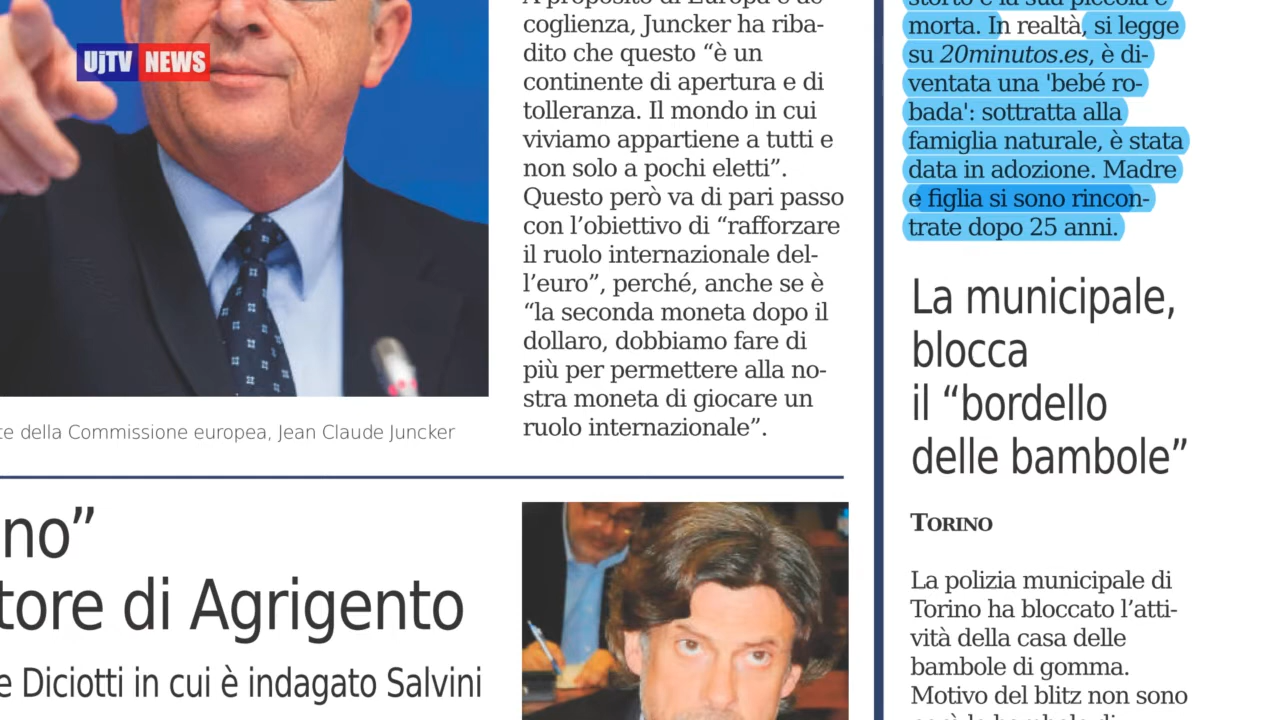 UjTV NEWS
coglienza, Juncker ha riba-
dito che questo “è un
continente di apertura e di
tolleranza. Il mondo in cui
viviamo appartiene a tutti e
non solo a pochi eletti”.
Questo però va di pari passo
con l’obiettivo di “rafforzare
il ruolo internazionale del-
l’euro”, perché, anche se è
“la seconda moneta dopo il
dollaro, dobbiamo fare di
più per permettere alla no-
stra moneta di giocare un
ruolo internazionale”.
te della Commissione europea, Jean Claude Juncker
no”
tore di Agrigento
e Diciotti in cui è indagato Salvini
morta. In realtà, si legge
su 20minutos.es, è di-
ventata una 'bebé ro-
bada': sottratta alla
famiglia naturale, è stata
data in adozione. Madre
e figlia si sono rincon-
trate dopo 25 anni.
La municipale,
blocca
il “bordello
delle bambole”
TORINO
La polizia municipale di
Torino ha bloccato l’atti-
vità della casa delle
bambole di gomma.
Motivo del blitz non sono